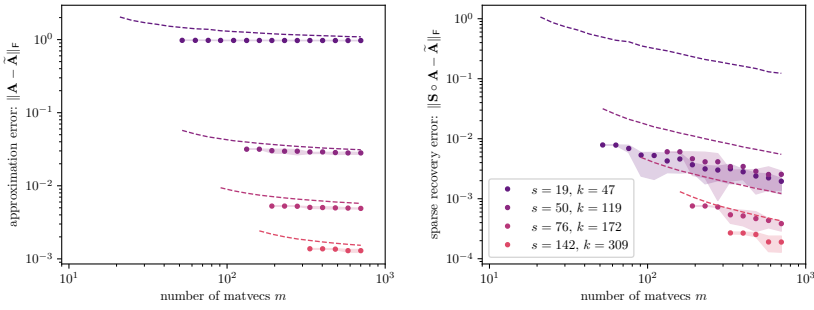 approximation error: ‖A − Ã‖_F
10^0
10^−1
10^−2
10^−3
10^1
10^2
10^3
number of matvecs m
sparse recovery error: ‖S ∘ A − Ã‖_F
10^0
10^−1
10^−2
10^−3
10^−4
s = 19, k = 47
s = 50, k = 119
s = 76, k = 172
s = 142, k = 309
10^1
10^2
10^3
number of matvecs m